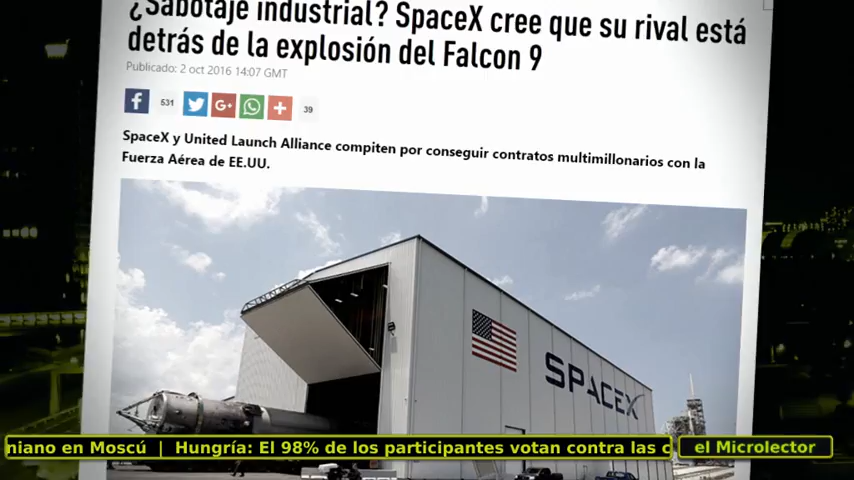 ¿Sabotaje industrial? SpaceX cree que su rival está
detrás de la explosión del Falcon 9
Publicado: 2 oct 2016 14:07 GMT
531
39
SpaceX y United Launch Alliance compiten por conseguir contratos multimillonarios con la
Fuerza Aérea de EE.UU.
SPACEX
niano en Moscú | Hungría: El 98% de los participantes votan contra las c
el Microlector